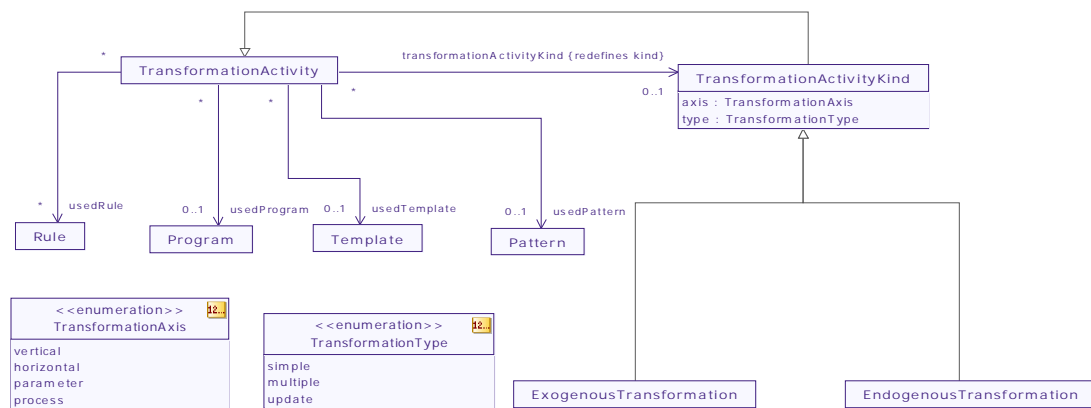 *
TransformationActivity
transformationActivityKind {redefines kind}
TransformationActivityKind
*
*
*
0..1
axis : TransformationAxis
type : TransformationType
*
usedRule
0..1
usedProgram
0..1
usedTemplate
0..1
usedPattern
Rule
Program
Template
Pattern
<<enumeration>>
12...
TransformationAxis
vertical
horizontal
parameter
process
<<enumeration>>
12...
TransformationType
simple
multiple
update
ExogenousTransformation
EndogenousTransformation